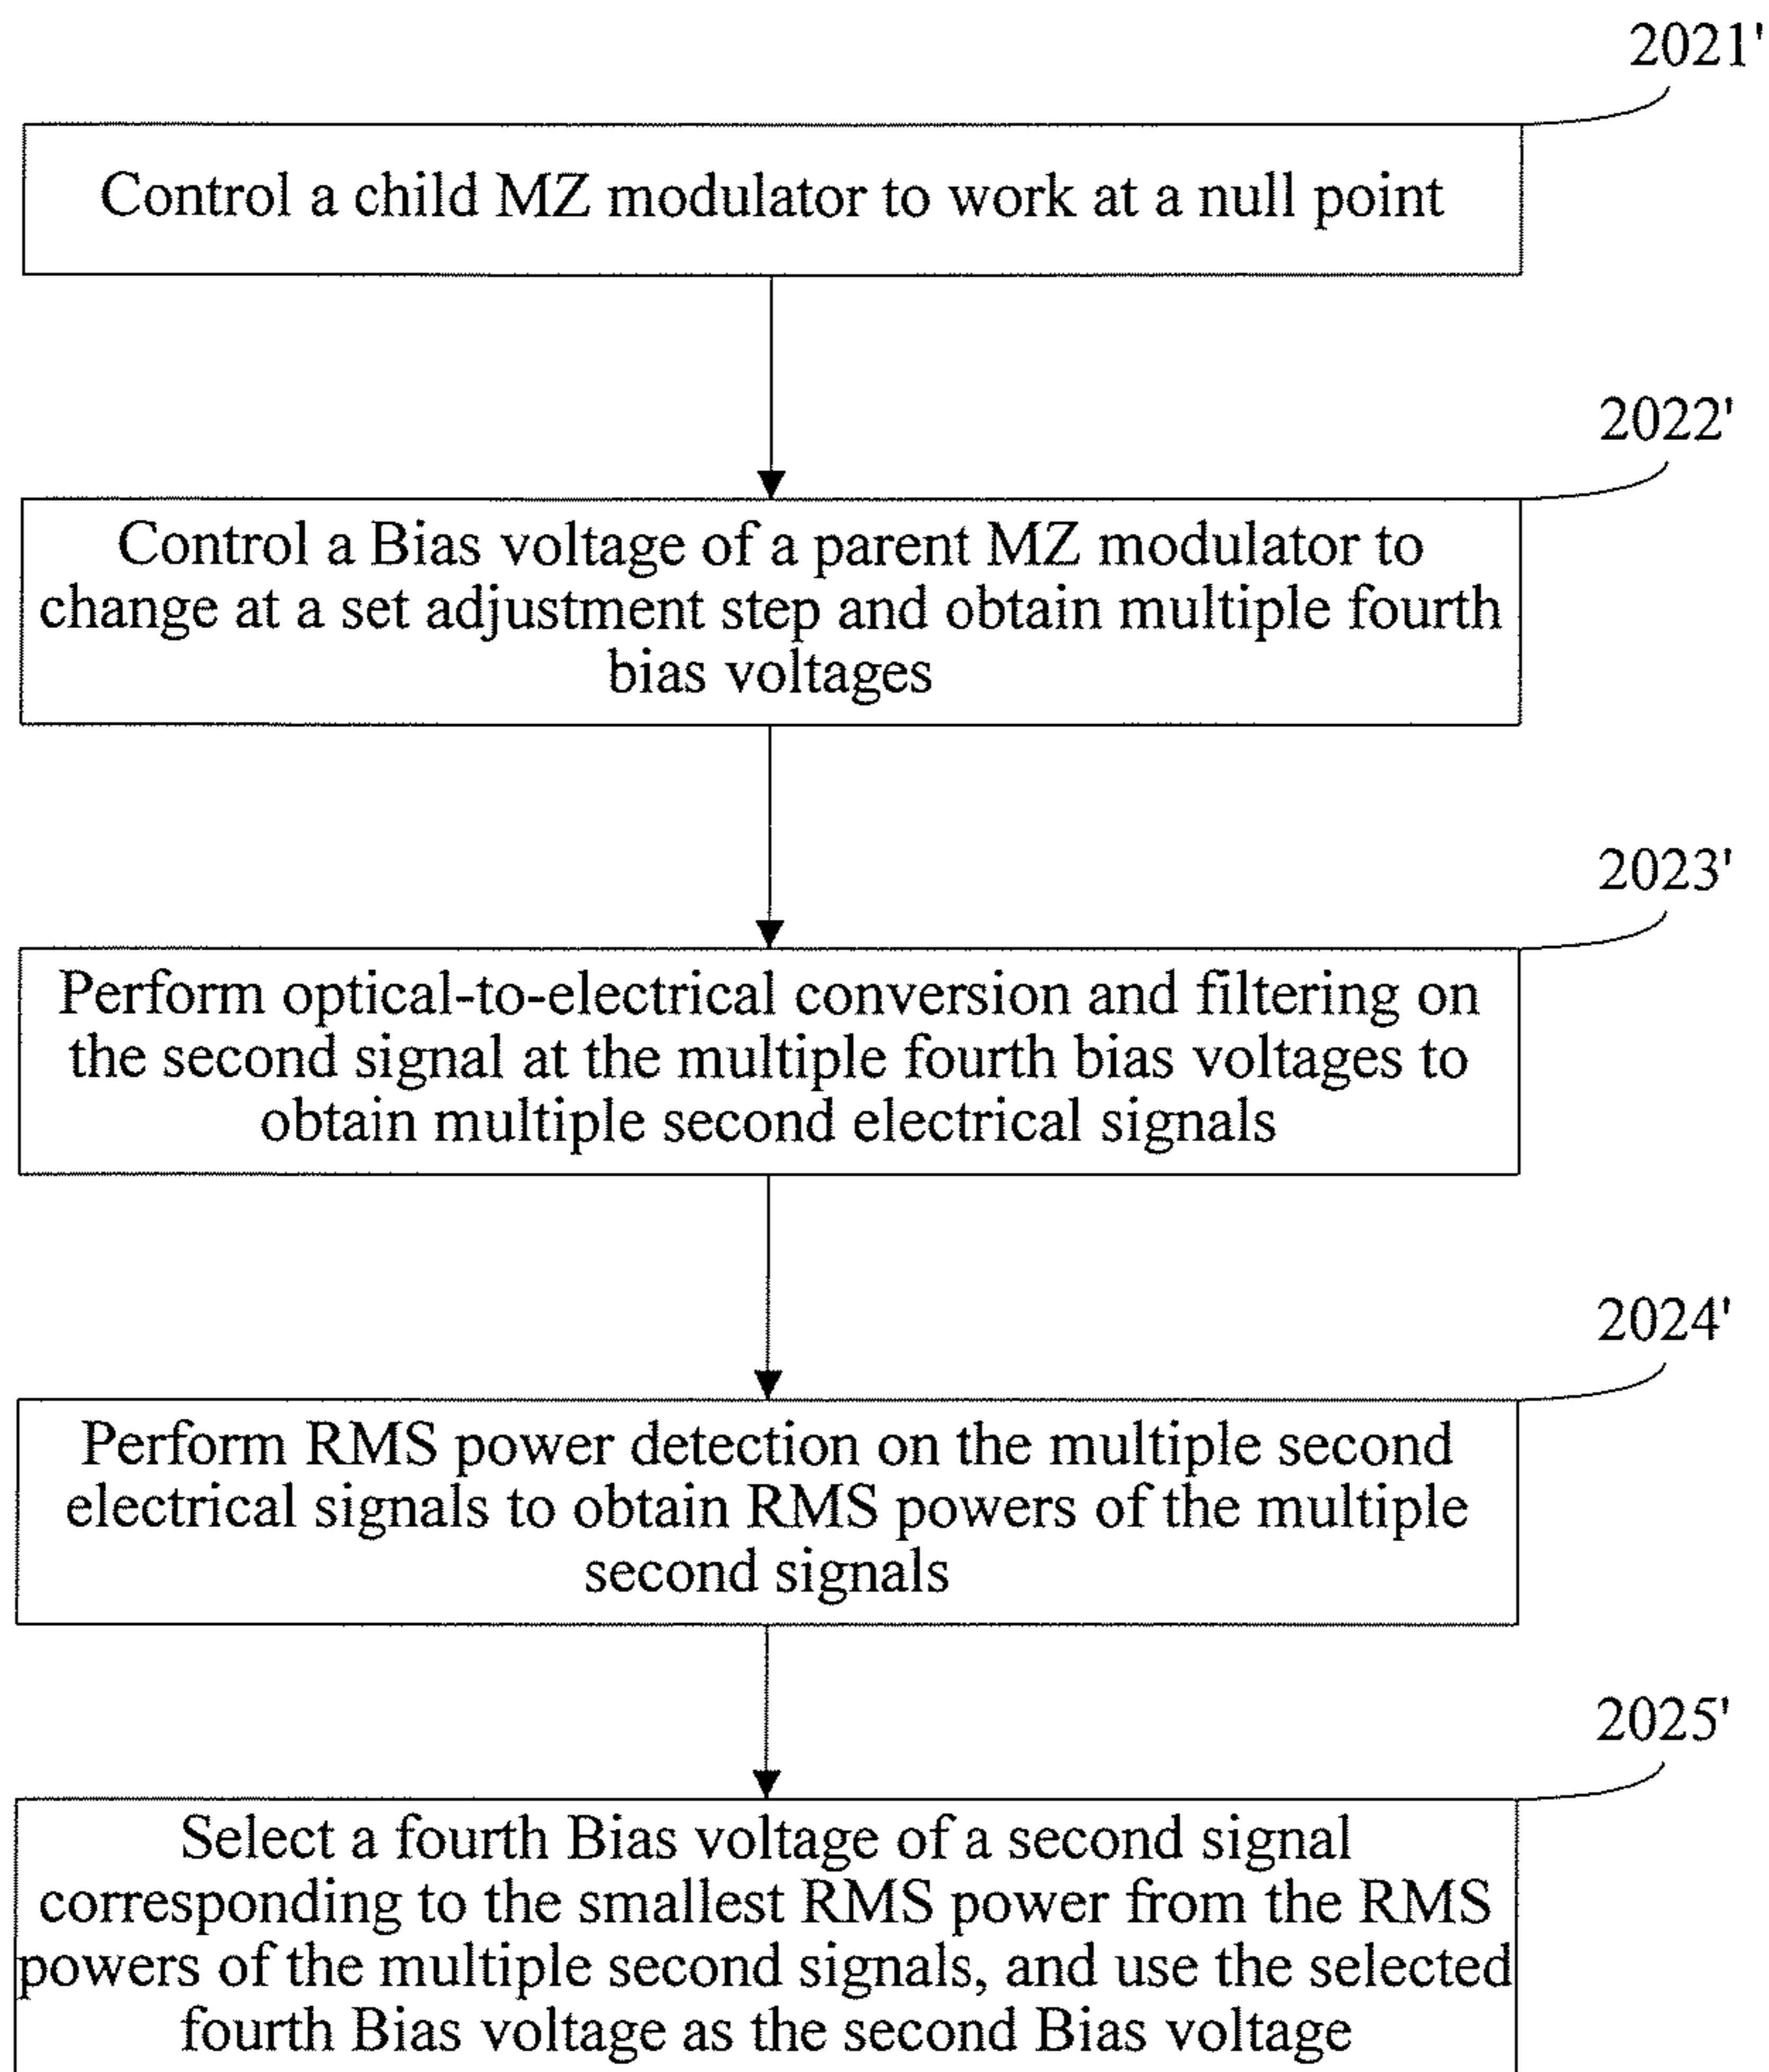 2021'
Control a child MZ modulator to work at a null point
2022'
Control a Bias voltage of a parent MZ modulator to
change at a set adjustment step and obtain multiple fourth
bias voltages
2023'
Perform optical-to-electrical conversion and filtering on
the second signal at the multiple fourth bias voltages to
obtain multiple second electrical signals
2024'
Perform RMS power detection on the multiple second
electrical signals to obtain RMS powers of the multiple
second signals
2025'
Select a fourth Bias voltage of a second signal
corresponding to the smallest RMS power from the RMS
powers of the multiple second signals, and use the selected
fourth Bias voltage as the second Bias voltage